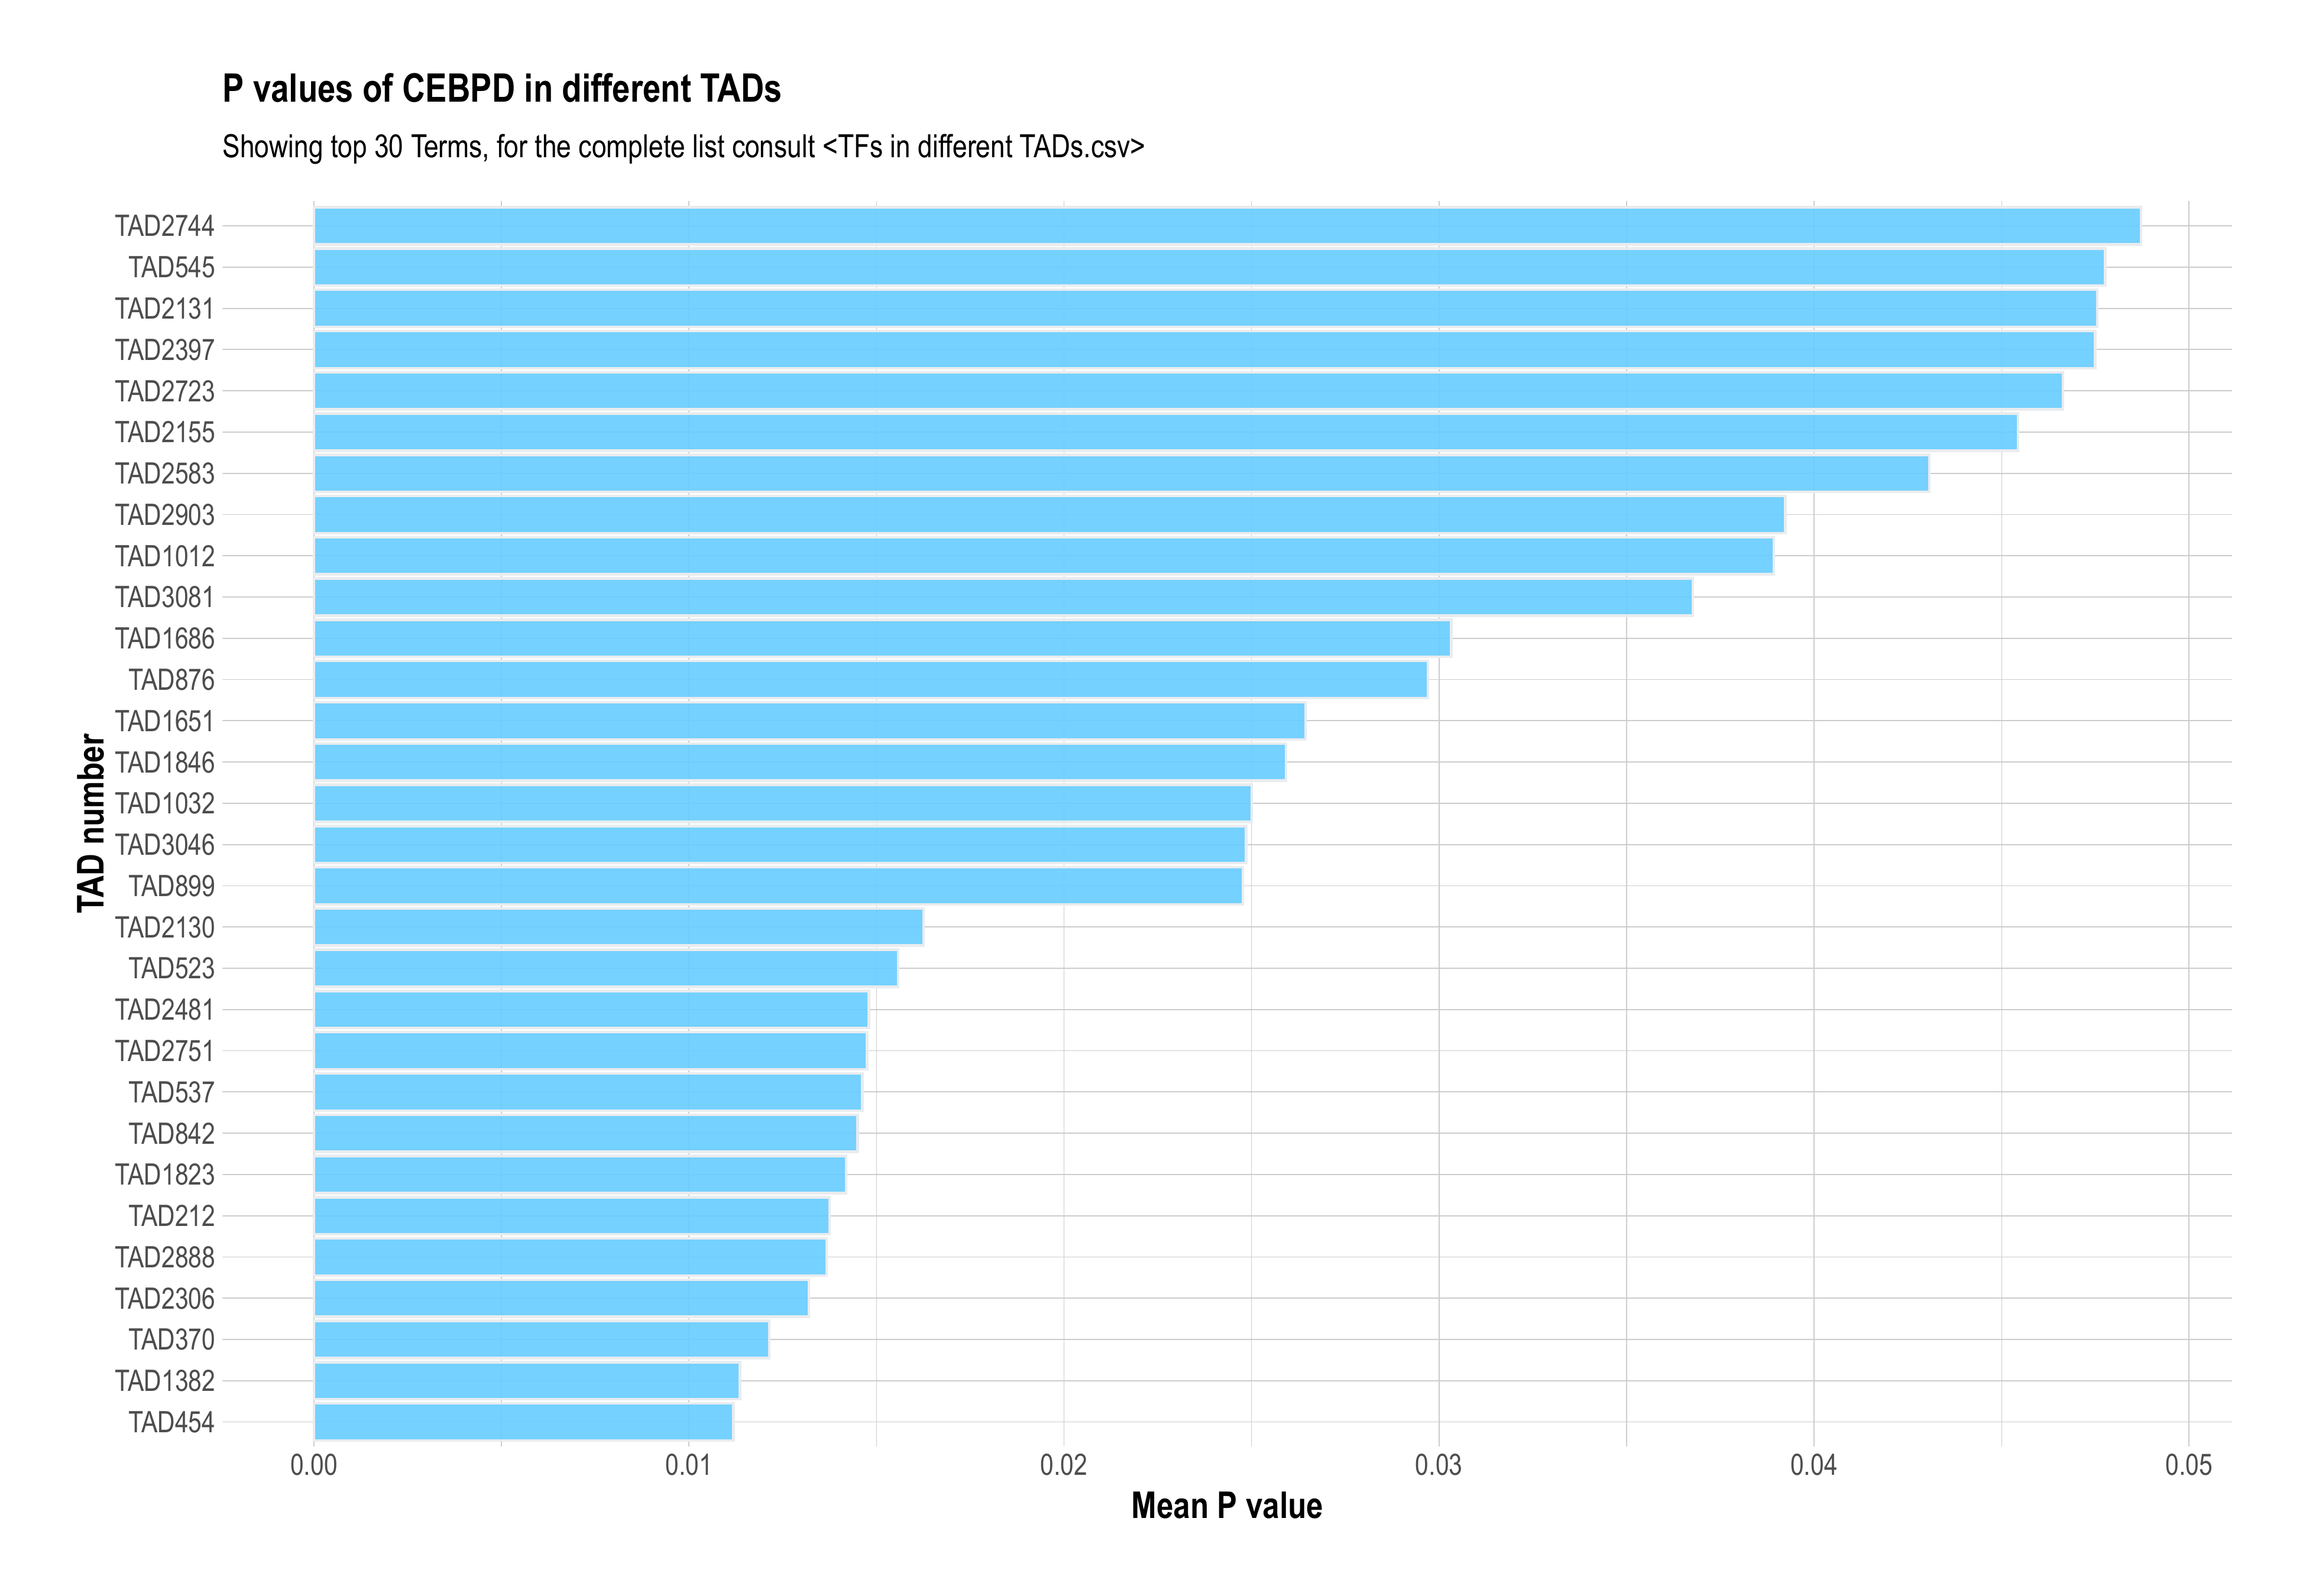 P values of CEBPD in different TADs
Showing top 30 Terms, for the complete list consult <TFs in different TADs.csv>
TAD2744
TAD545
TAD2131
TAD2397
TAD2723
TAD2155
TAD2583
TAD2903
TAD1012
TAD3081
TAD1686
TAD876
TAD1651
TAD1846
TAD1032
TAD3046
TAD899
TAD2130
TAD523
TAD2481
TAD2751
TAD537
TAD842
TAD1823
TAD212
TAD2888
TAD2306
TAD370
TAD1382
TAD454
TAD number
0.00 0.01 0.02 0.03 0.04 0.05
Mean P value